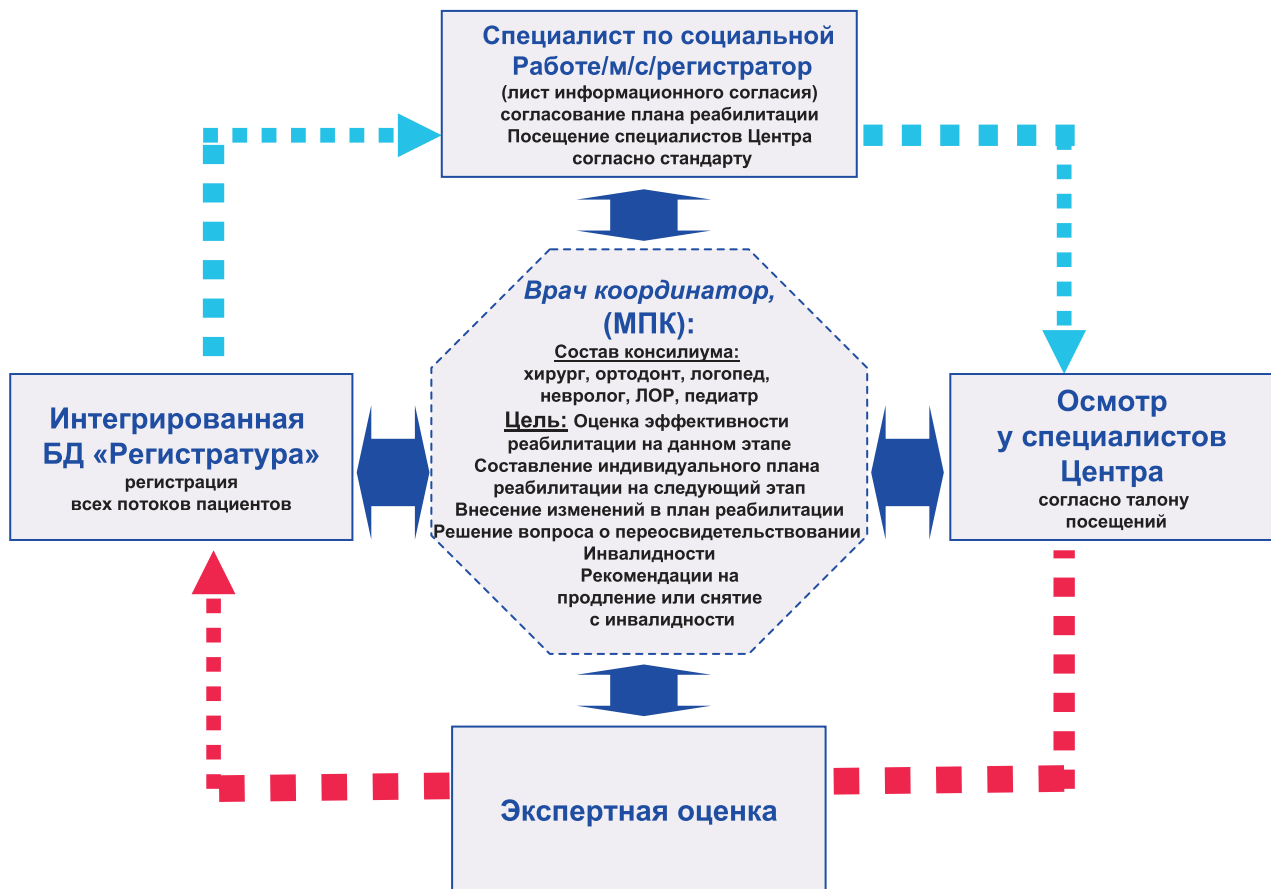 Специалист по социальной
Работе/м/с/регистратор
(лист информационного согласия)
согласование плана реабилитации
Посещение специалистов Центра
согласно стандарту
Врач координатор,
(МПК):
Состав консилиума:
хирург, ортодонт, логопед,
невролог, ЛОР, педиатр
Цель: Оценка эффективности
реабилитации на данном этапе
Составление индивидуального плана
реабилитации на следующий этап
Внесение изменений в план реабилитации
Решение вопроса о переосвидетельствовании
Инвалидности
Рекомендации на
продление или снятие
с инвалидности
Интегрированная
БД «Регистратура»
регистрация
всех потоков пациентов
Осмотр
у специалистов
Центра
согласно талону
посещений
Экспертная оценка